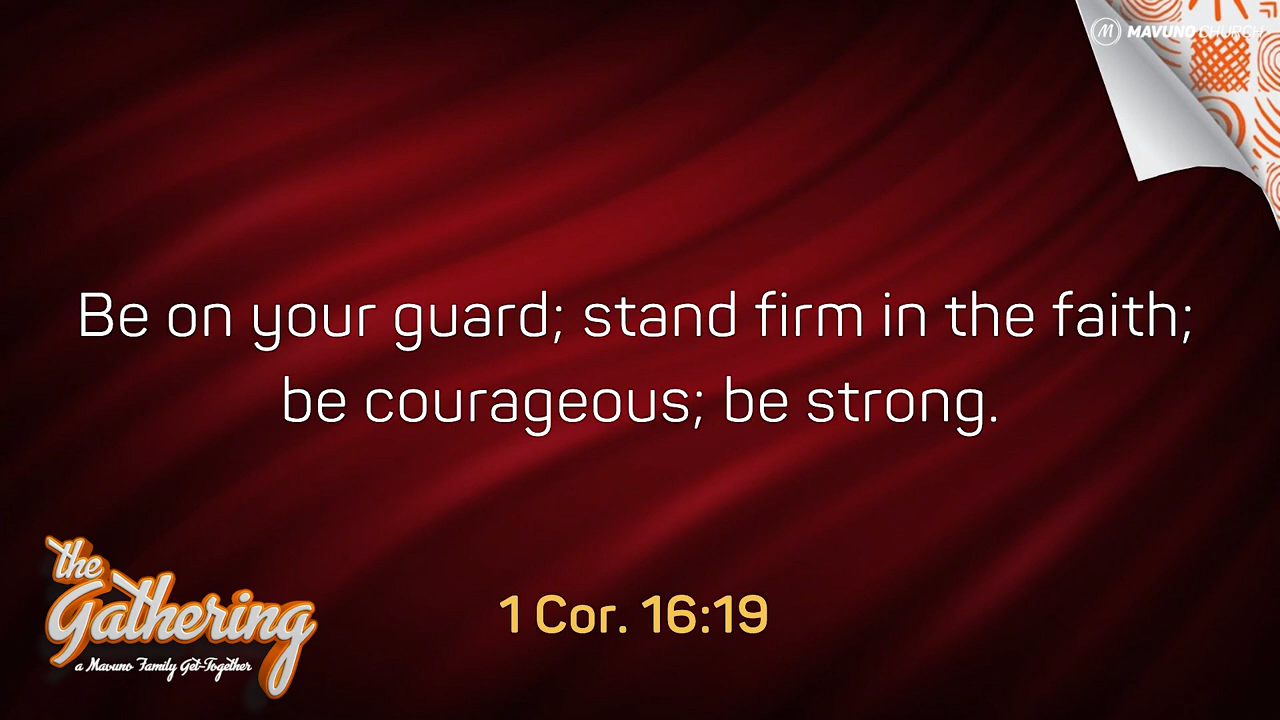 MAVUNO CHURCH
Be on your guard; stand firm in the faith;
be courageous; be strong.
1 Cor. 16:19
the
Gathering
a Mavuno Family Get-Together